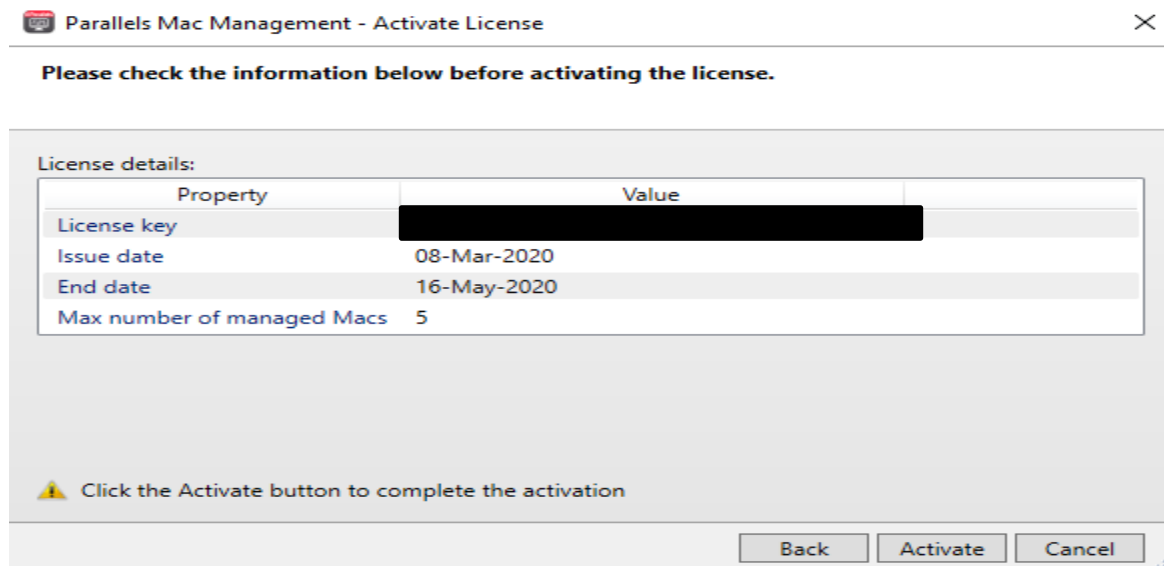 Parallels Mac Management - Activate License
Please check the information below before activating the license.
License details:
Property Value
License key
Issue date 08-Mar-2020
End date 16-May-2020
Max number of managed Macs 5
Click the Activate button to complete the activation
Back Activate Cancel